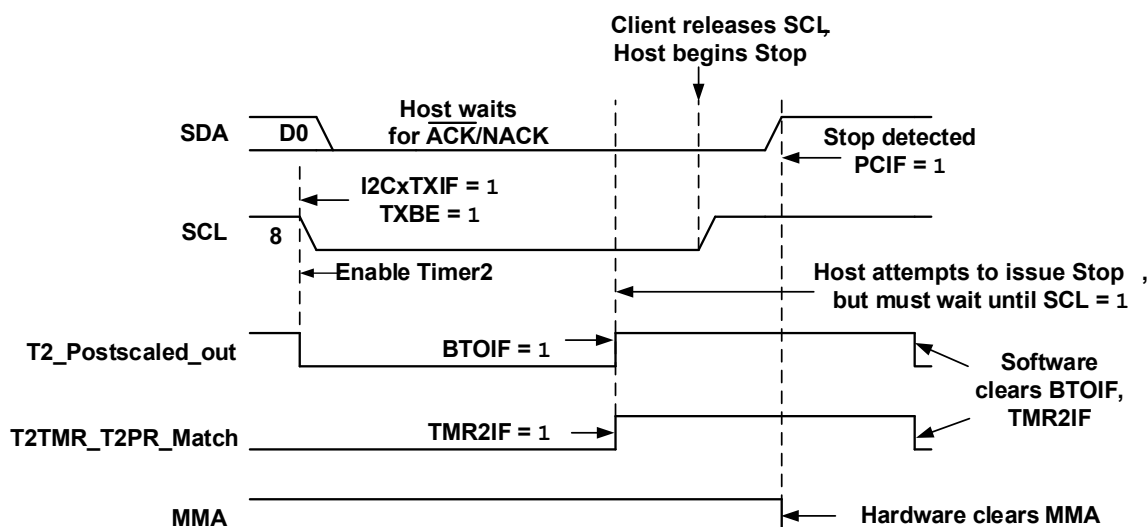 Client releases SCL,
Host begins Stop
SDA
D0
Host waits
for ACK/NACK
Stop detected
PCIF = 1
I2CxTXIF = 1
TXBE = 1
SCL
8
Enable Timer2
Host attempts to issue Stop ,
but must wait until SCL = 1
T2_Postscaled_out
BTOIF = 1
Software
clears BTOIF,
TMR2IF
T2TMR_T2PR_Match
TMR2IF = 1
MMA
Hardware clears MMA